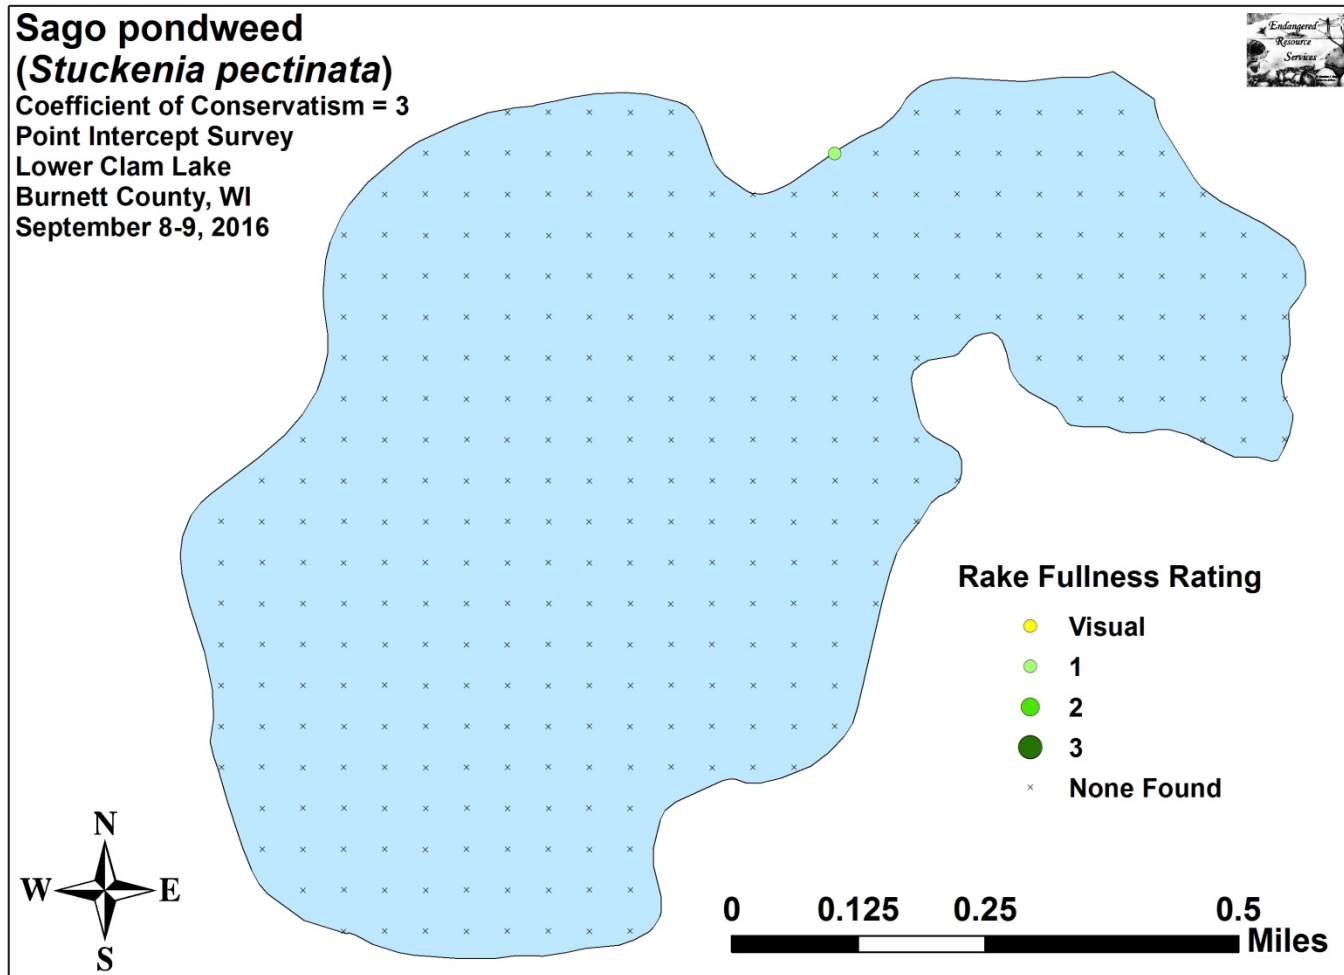 Sago pondweed
(Stuckenia pectinata)
Coefficient of Conservatism = 3
Point Intercept Survey
Lower Clam Lake
Burnett County, WI
September 8-9, 2016
Endangered
Resource
Services
Rake Fullness Rating
Visual
1
2
3
None Found
N
W E
S
0 0.125 0.25 0.5
Miles